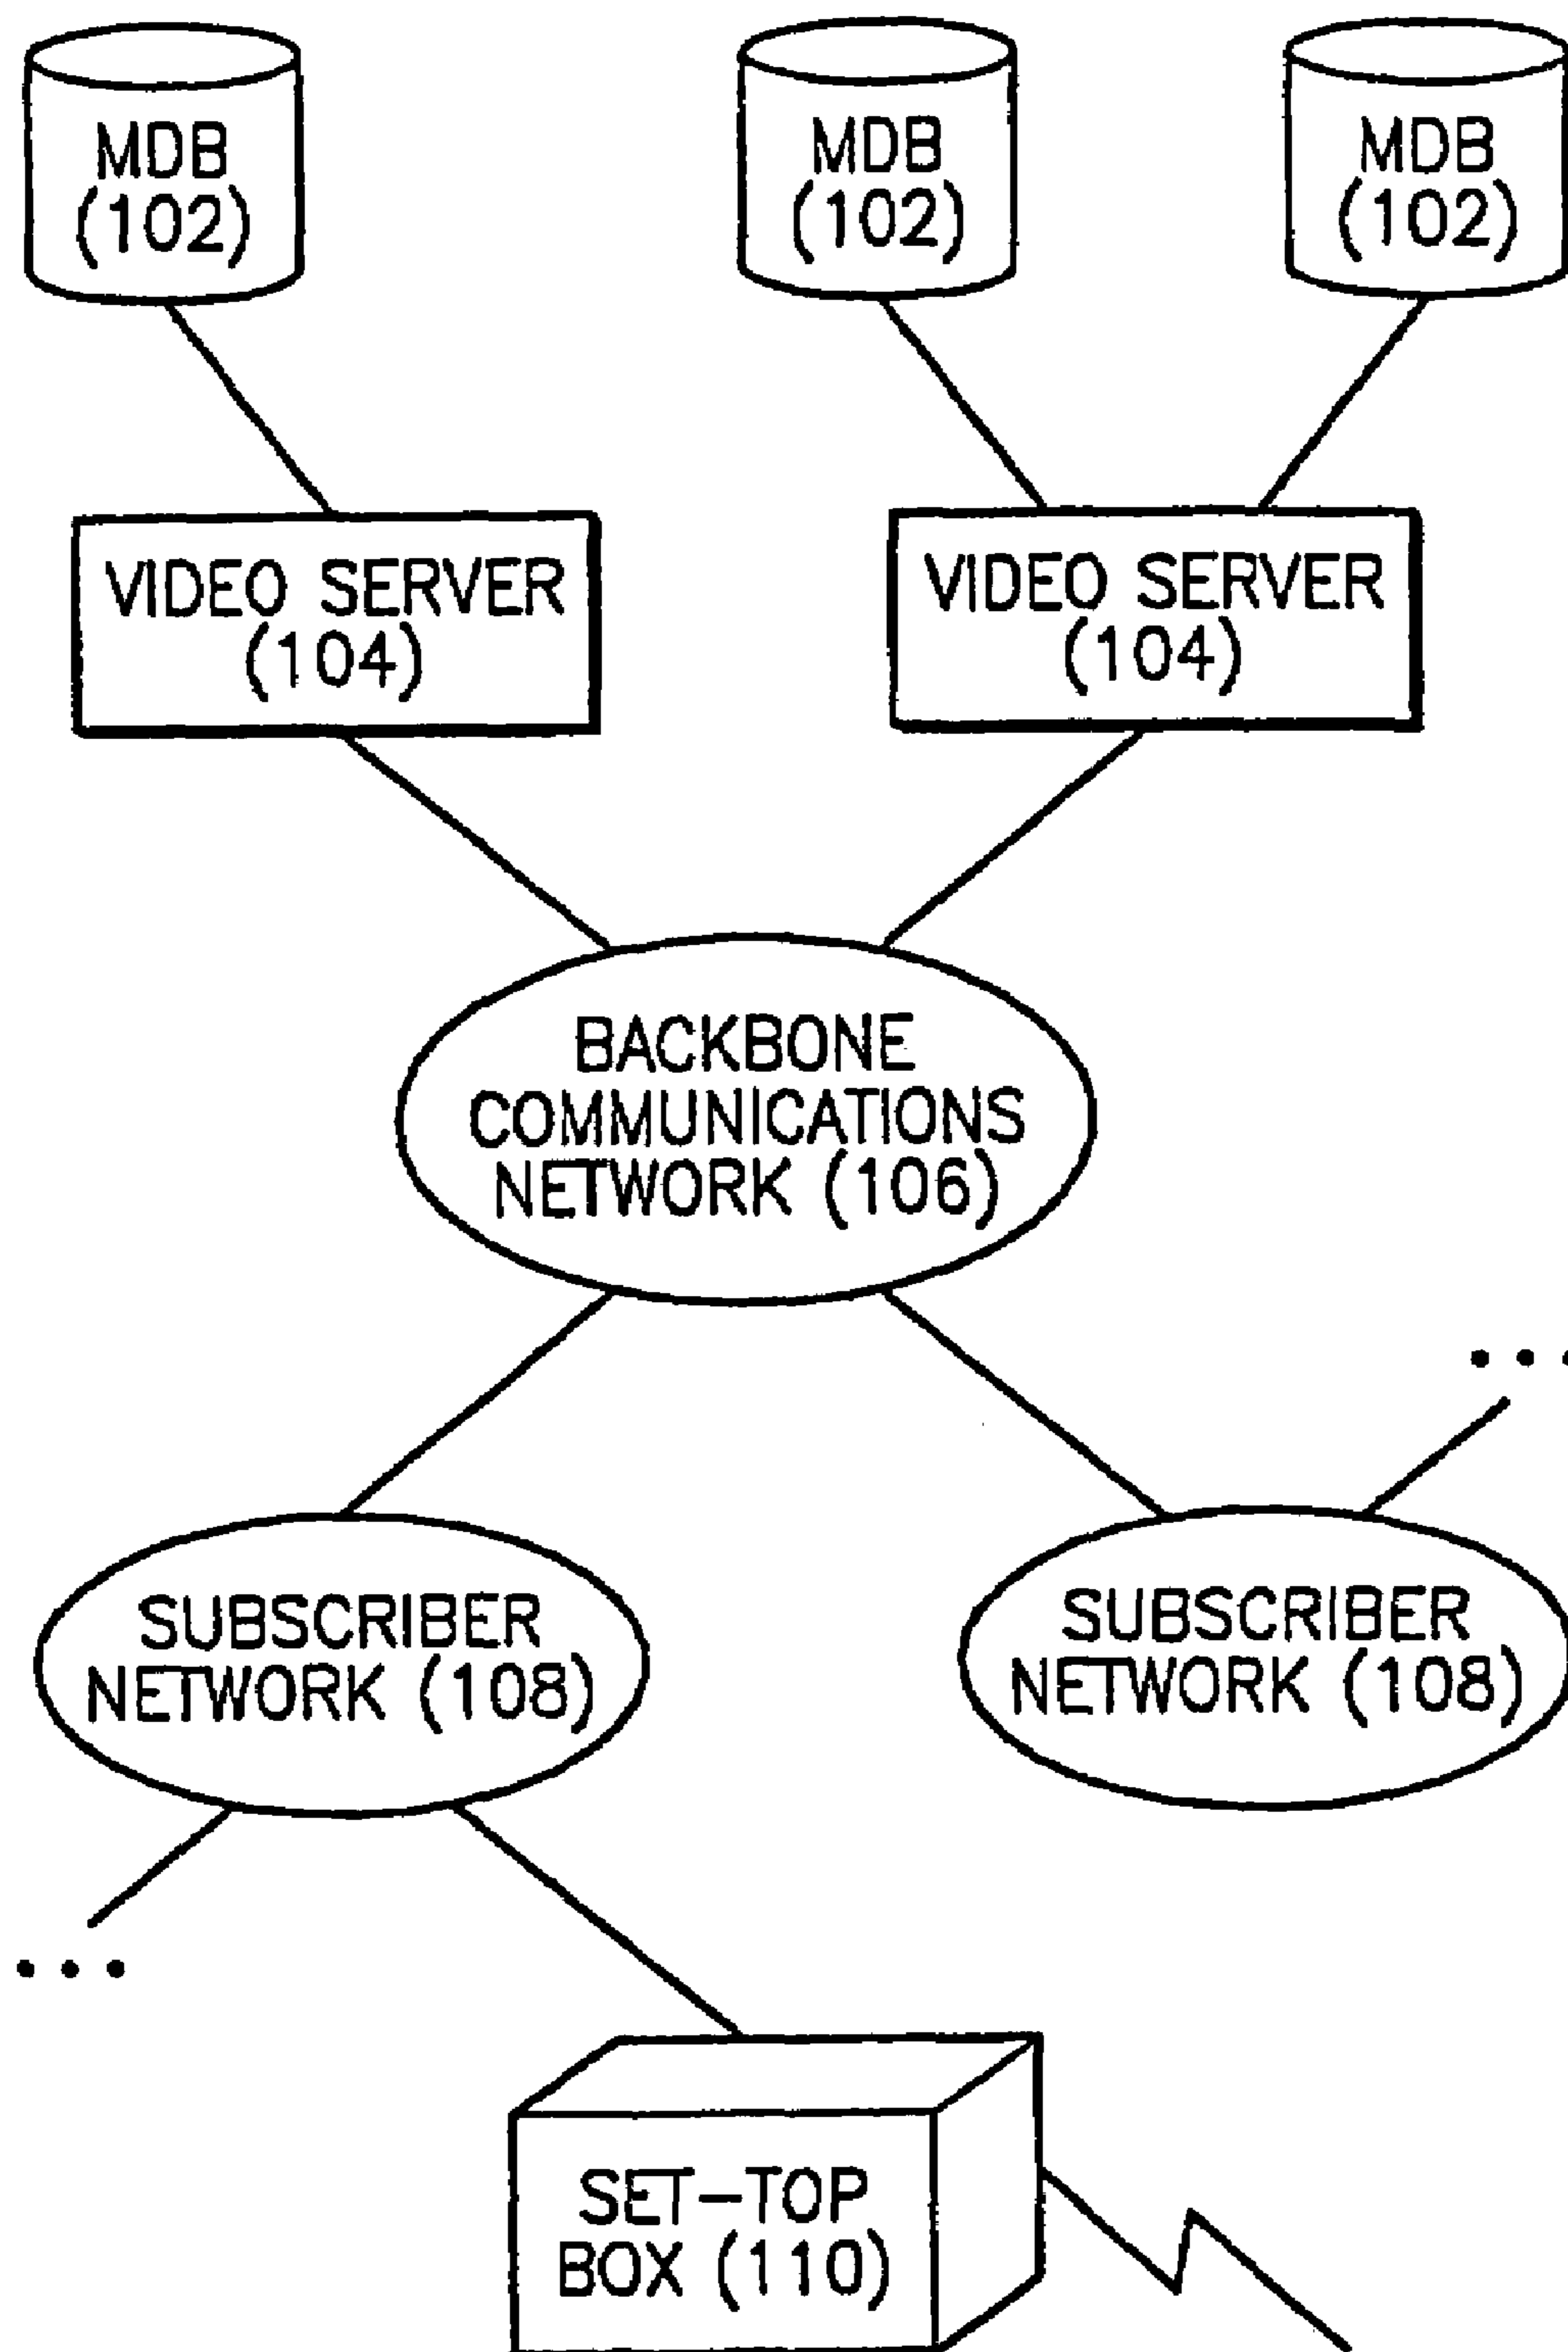 MDB
(102)
MDB
(102)
MDB
(102)
VIDEO SERVER
(104)
VIDEO SERVER
(104)
BACKBONE
COMMUNICATIONS
NETWORK (106)
...
SUBSCRIBER
NETWORK (108)
SUBSCRIBER
NETWORK (108)
...
SET-TOP
BOX (110)